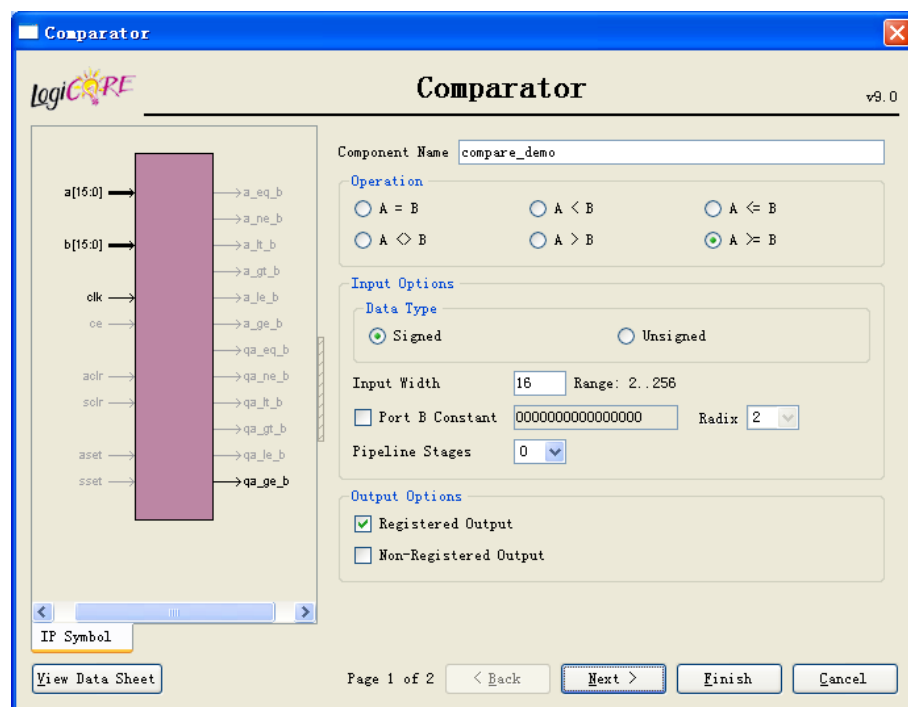 Comparator
LogiCORE
Comparator
v9.0
a[15:0]
b[15:0]
clk
ce
aclr
sclr
aset
sset
a_eq_b
a_ne_b
a_lt_b
a_gt_b
a_le_b
a_ge_b
qa_eq_b
qa_ne_b
qa_lt_b
qa_gt_b
qa_le_b
qa_ge_b
IP Symbol
Component Name compare_demo
Operation
A = B A < B A <= B
A <> B A > B A >= B
Input Options
Data Type
Signed Unsigned
Input Width 16 Range: 2..256
Port B Constant 0000000000000000 Radix 2
Pipeline Stages 0
Output Options
Registered Output
Non-Registered Output
View Data Sheet Page 1 of 2 < Back Next > Finish Cancel